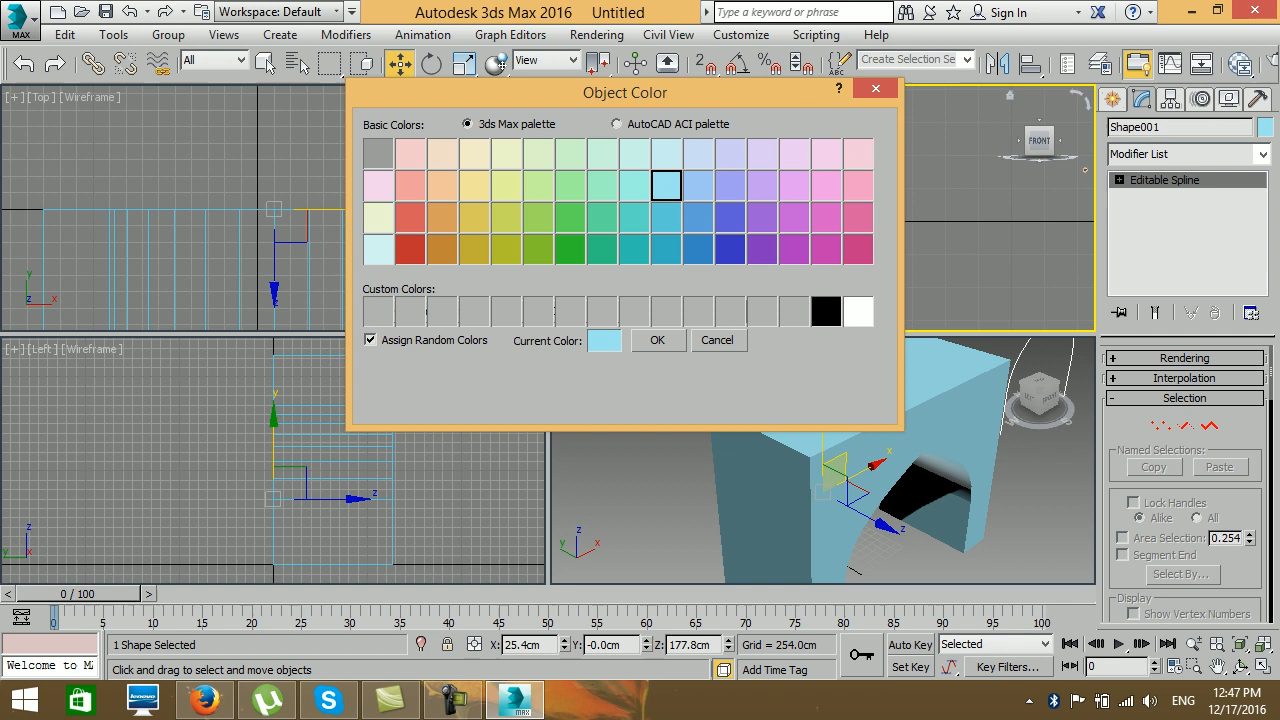 Workspace: Default
Autodesk 3ds Max 2016 Untitled
Type a keyword or phrase
Sign In
MAX
Edit Tools Group Views Create Modifiers Animation Graph Editors Rendering Civil View Customize Scripting Help
All
View
Create Selection Se
ABC
[+] [Top] [Wireframe]
Object Color
?
Basic Colors:
3ds Max palette
AutoCAD ACI palette
Custom Colors:
Assign Random Colors
Current Color:
OK
Cancel
FRONT
Shape001
Modifier List
Editable Spline
y
z x
z
[+] [Left] [Wireframe]
y
z
z
y x
x
z
z
y x
Rendering
Interpolation
Selection
Named Selections:
Copy
Paste
Lock Handles
Alike
All
Area Selection:
0.254
Segment End
Select By...
Display
Show Vertex Numbers
0 / 100
0 5 10 15 20 25 30 35 40 45 50 55 60 65 70 75 80 85 90 95 100
1 Shape Selected
X: 25.4cm
Y: -0.0cm
Z: 177.8cm
Grid = 254.0cm
Auto Key
Selected
Welcome to M
Click and drag to select and move objects
Add Time Tag
Set Key
Key Filters...
0
lenovo
MAX
ENG
12:47 PM
12/17/2016